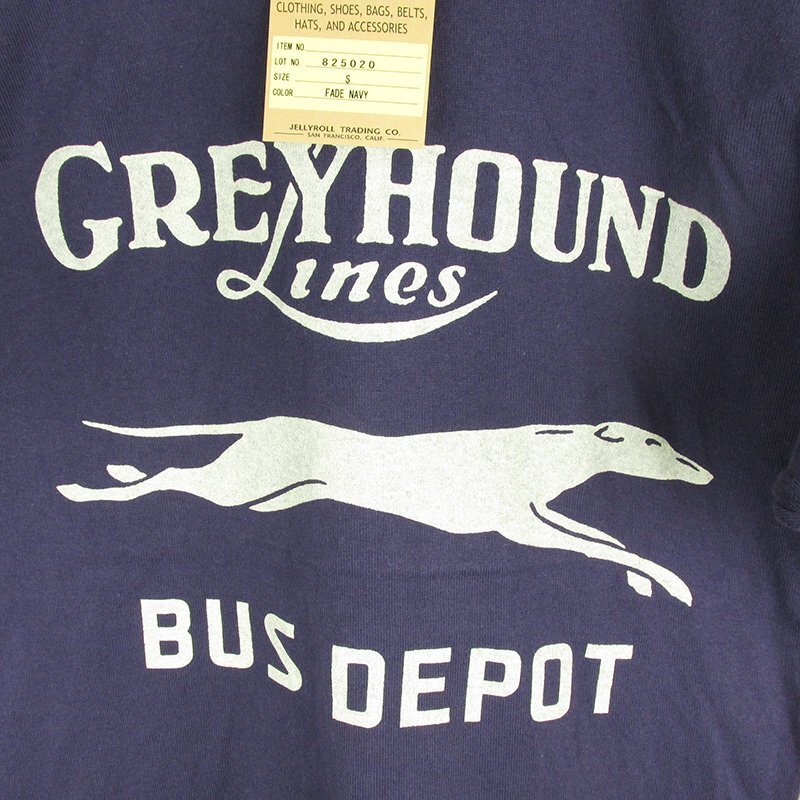 CLOTHING, SHOES, BAGS, BELTS,
HATS, AND ACCESSORIES
ITEM NO
LOT NO. 825020
SIZE S
COLOR FADE NAVY
JELLYROLL TRADING CO.
SAN FRANCISCO, CALIF.
GREYHOUND
Lines
BUS DEPOT